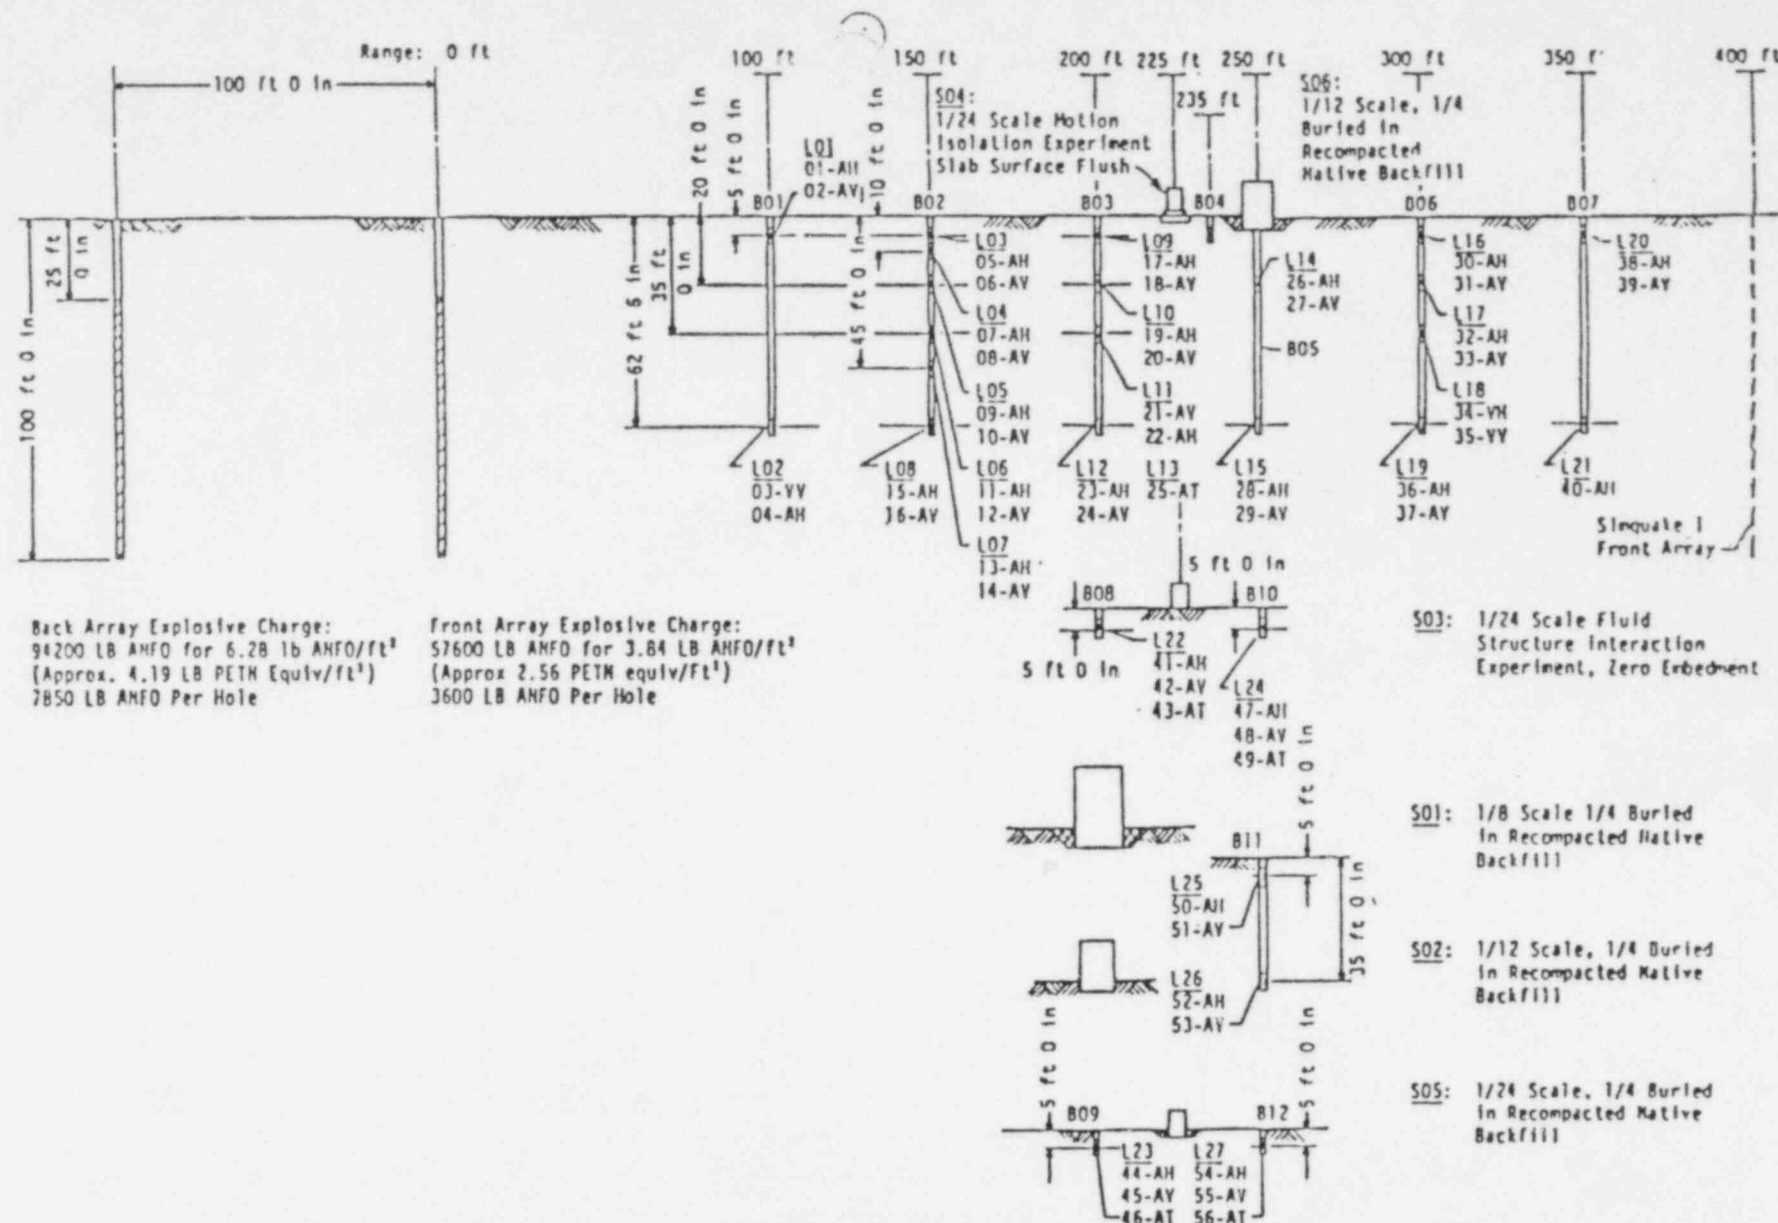 Range: 0 ft
100 ft
150 ft
200 ft
225 ft
250 ft
300 ft
350 f
400 ft
100 ft 0 in
235 ft
S04:
1/24 Scale Motion
Isolation Experiment
Slab Surface Flush
S06:
1/12 Scale, 1/4
Buried in
Recompacted
Native Backfill
20 ft 0 in
5 ft 0 in
10 ft 0 in
L01
01-AH
02-AV
B01
B02
B03
B04
B06
B07
25 ft
0 in
100 ft 0 in
62 ft 6 in
35 ft
0 in
45 ft 0 in
L03
05-AH
06-AV
L04
07-AH
08-AV
L05
09-AH
10-AV
L06
11-AH
12-AV
L07
13-AH
14-AV
L09
17-AH
18-AV
L10
19-AH
20-AV
L11
21-AV
22-AH
L14
26-AH
27-AV
B05
L16
30-AH
31-AV
L17
32-AH
33-AV
L18
34-VH
35-VV
L20
38-AH
39-AV
L02
03-VV
04-AH
L08
15-AH
16-AV
L12
23-AH
24-AV
L13
25-AT
L15
28-AH
29-AV
L19
36-AH
37-AV
L21
40-AH
Simquake I
Front Array
Back Array Explosive Charge:
94200 LB ANFO for 6.28 lb ANFO/ft²
(Approx. 4.19 LB PETN Equiv/ft²)
7850 LB ANFO Per Hole
Front Array Explosive Charge:
57600 LB ANFO for 3.84 LB ANFO/ft²
(Approx 2.56 PETN equiv/Ft²)
3600 LB ANFO Per Hole
5 ft 0 in
B08
B10
5 ft 0 in
L22
41-AH
42-AV
43-AT
L24
47-AH
48-AV
49-AT
S03: 1/24 Scale Fluid
Structure Interaction
Experiment, Zero Embedment
5 ft 0 in
B11
L25
50-AH
51-AV
L26
52-AH
53-AV
35 ft 0 in
S01: 1/8 Scale 1/4 Buried
in Recompacted Native
Backfill
S02: 1/12 Scale, 1/4 Buried
in Recompacted Native
Backfill
5 ft 0 in
5 ft 0 in
B09
B12
L23
44-AH
45-AV
46-AT
L27
54-AH
55-AV
56-AT
S05: 1/24 Scale, 1/4 Buried
in Recompacted Native
Backfill